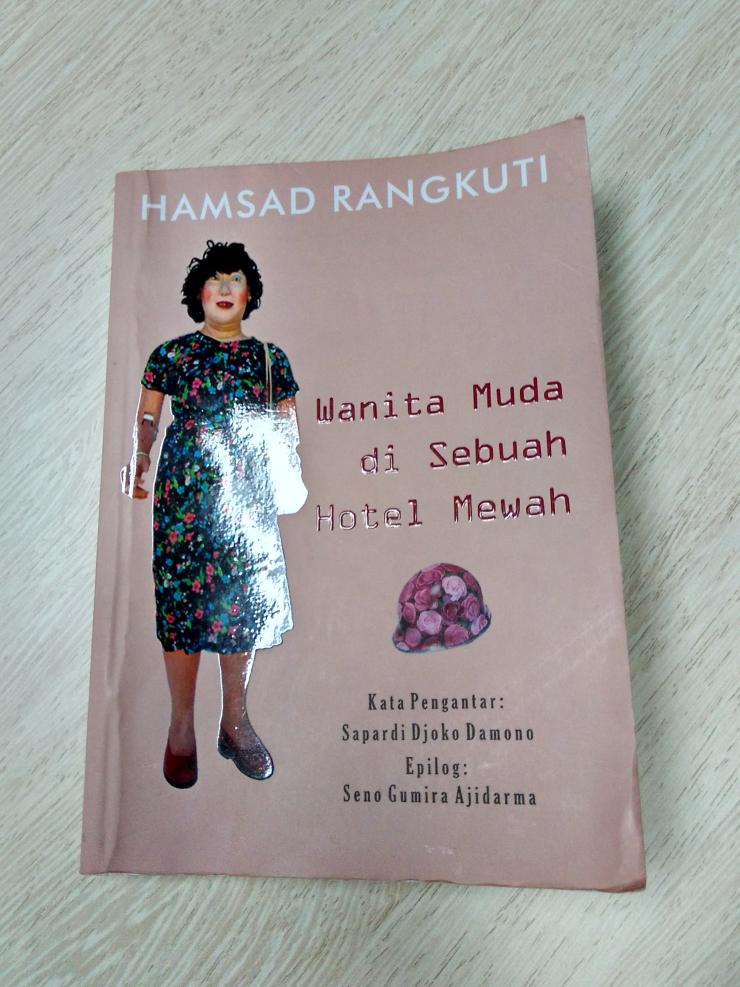 HAMSAD RANGKUTI
Wanita Muda
di Sebuah
Hotel Mewah
Kata Pengantar:
Sapardi Djoko Damono
Epilog:
Seno Gumira Ajidarma